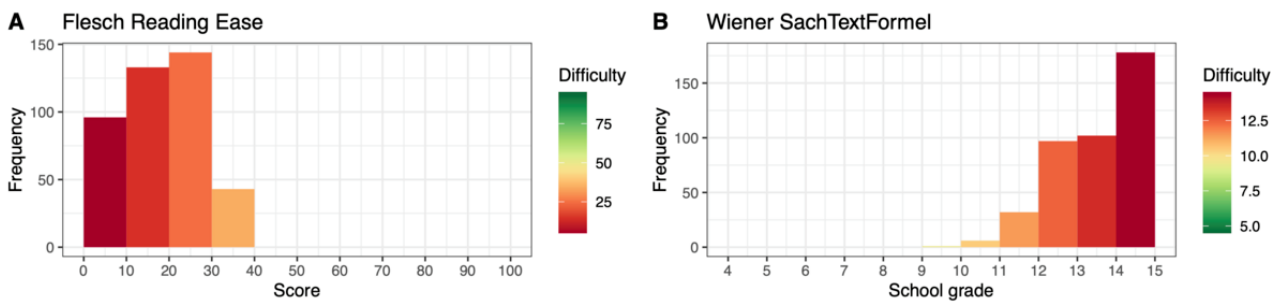 A Flesch Reading Ease
150
100
50
0
Frequency
0 10 20 30 40 50 60 70 80 90 100
Score
Difficulty
75
50
25
B Wiener SachTextFormel
150
100
50
0
Frequency
4 5 6 7 8 9 10 11 12 13 14 15
School grade
Difficulty
12.5
10.0
7.5
5.0